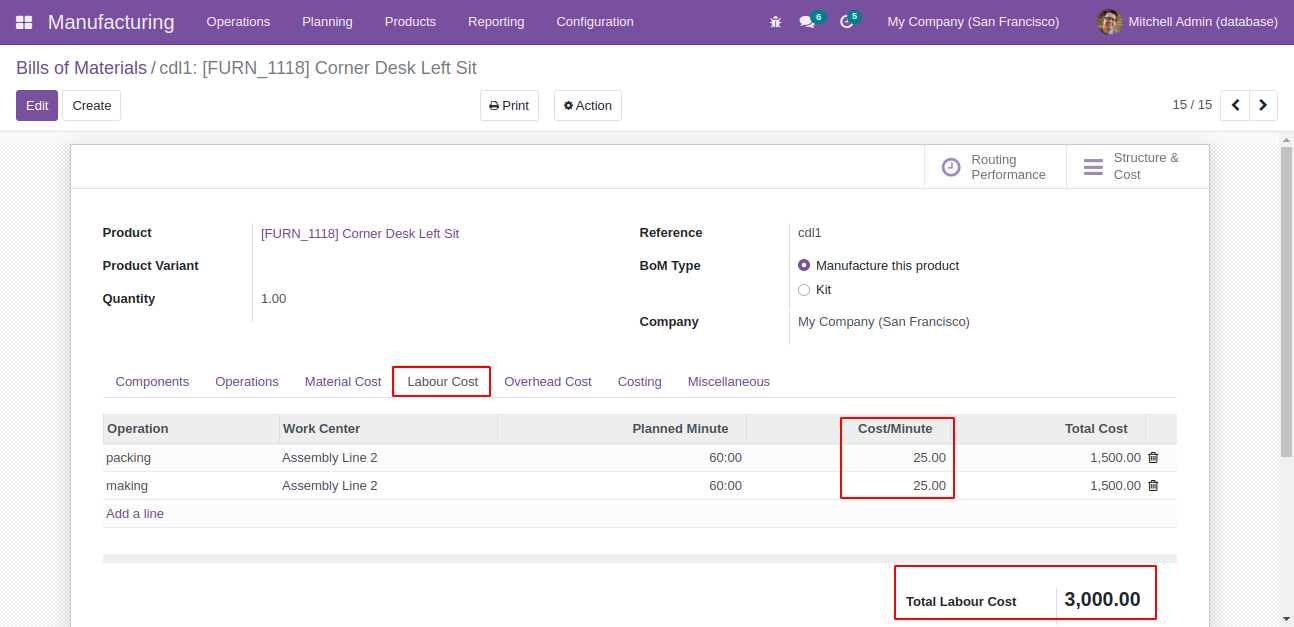 Manufacturing Operations Planning Products Reporting Configuration 6 5 My Company (San Francisco) Mitchell Admin (database)
Bills of Materials / cdl1: [FURN_1118] Corner Desk Left Sit
Edit Create Print Action 15 / 15
Routing Performance
Structure & Cost
Product [FURN_1118] Corner Desk Left Sit
Product Variant
Quantity 1.00
Reference cdl1
BoM Type Manufacture this product
Kit
Company My Company (San Francisco)
Components Operations Material Cost Labour Cost Overhead Cost Costing Miscellaneous
Operation Work Center Planned Minute Cost/Minute Total Cost
packing Assembly Line 2 60:00 25.00 1,500.00
making Assembly Line 2 60:00 25.00 1,500.00
Add a line
Total Labour Cost 3,000.00